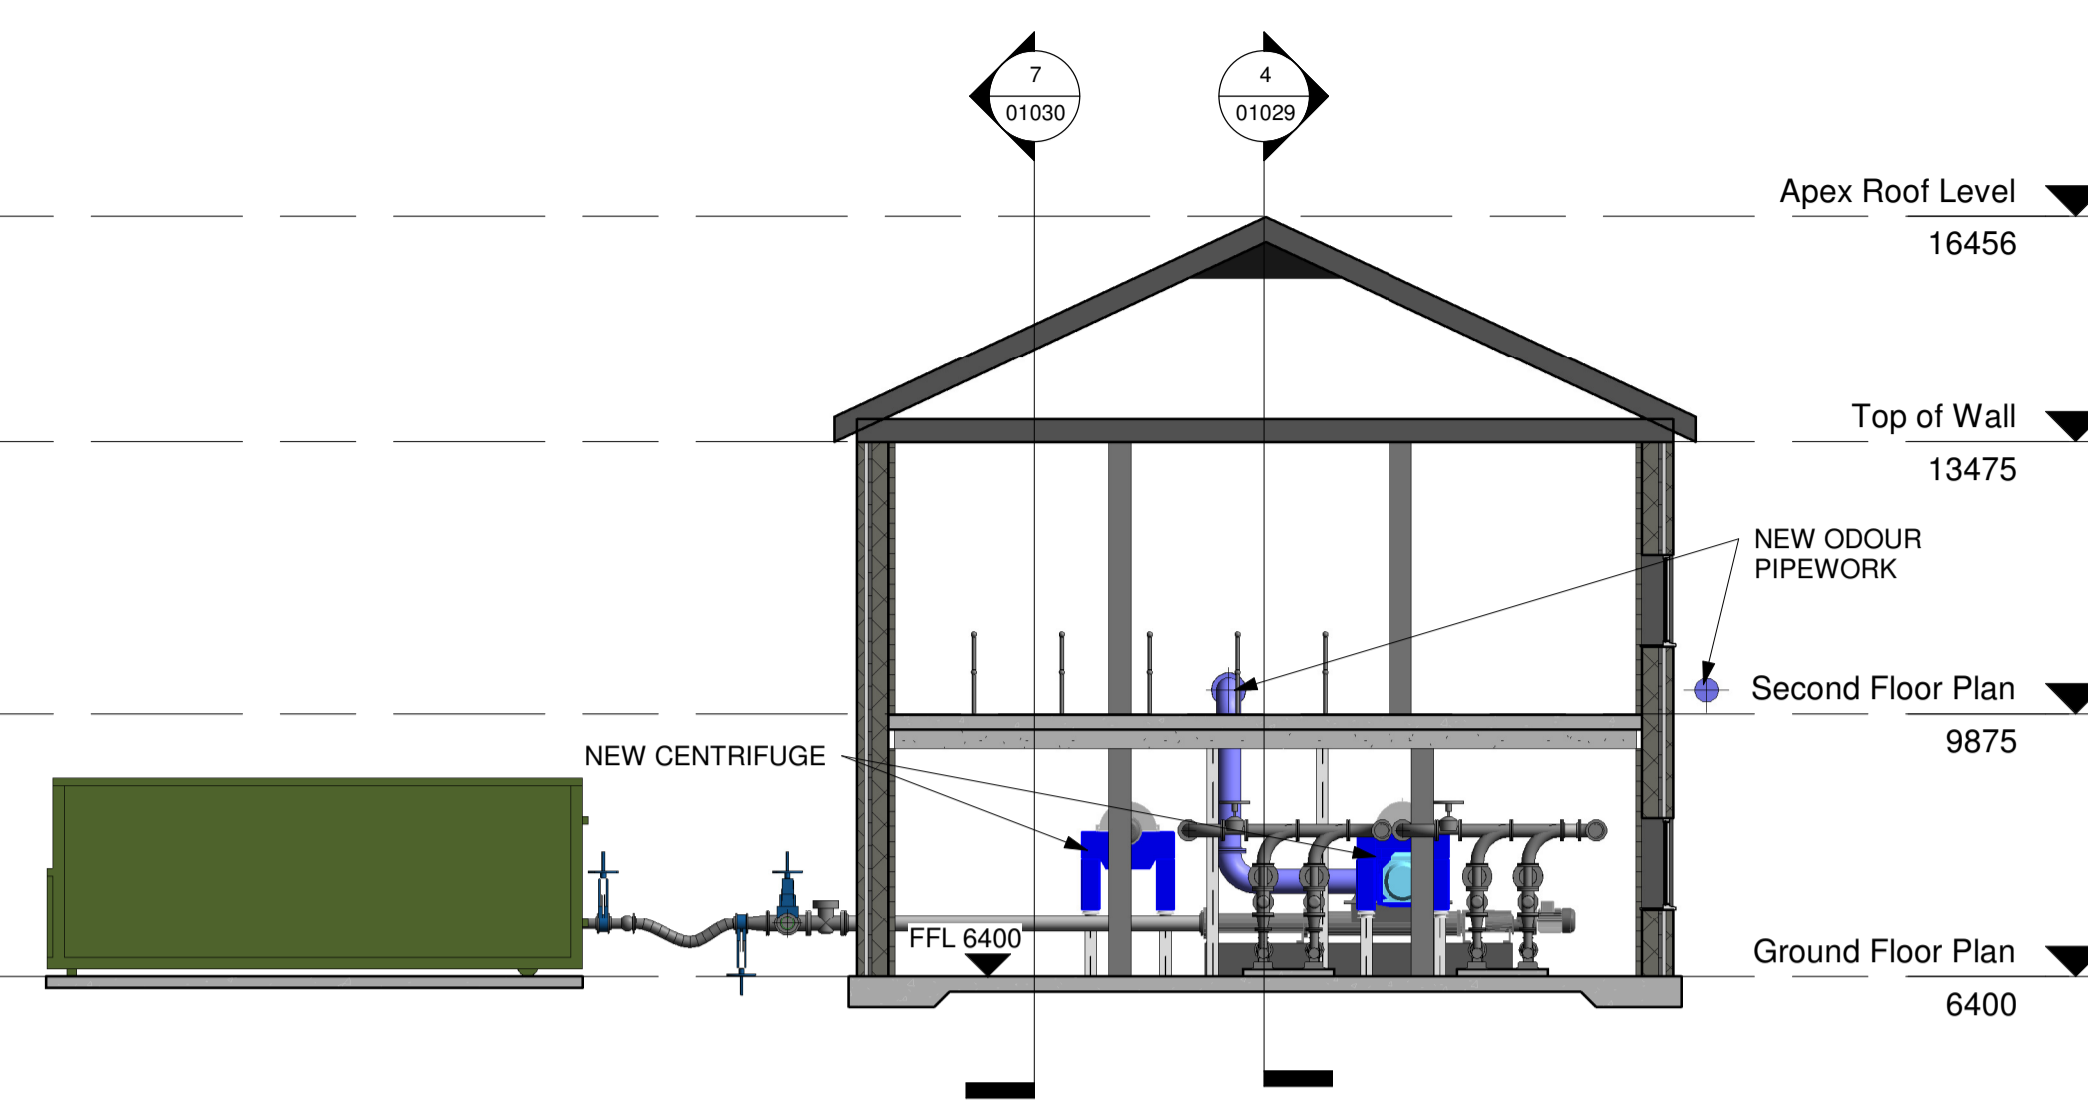 7
01030
4
01029
Apex Roof Level
16456
Top of Wall
13475
NEW ODOUR
PIPEWORK
Second Floor Plan
9875
NEW CENTRIFUGE
FFL 6400
Ground Floor Plan
6400